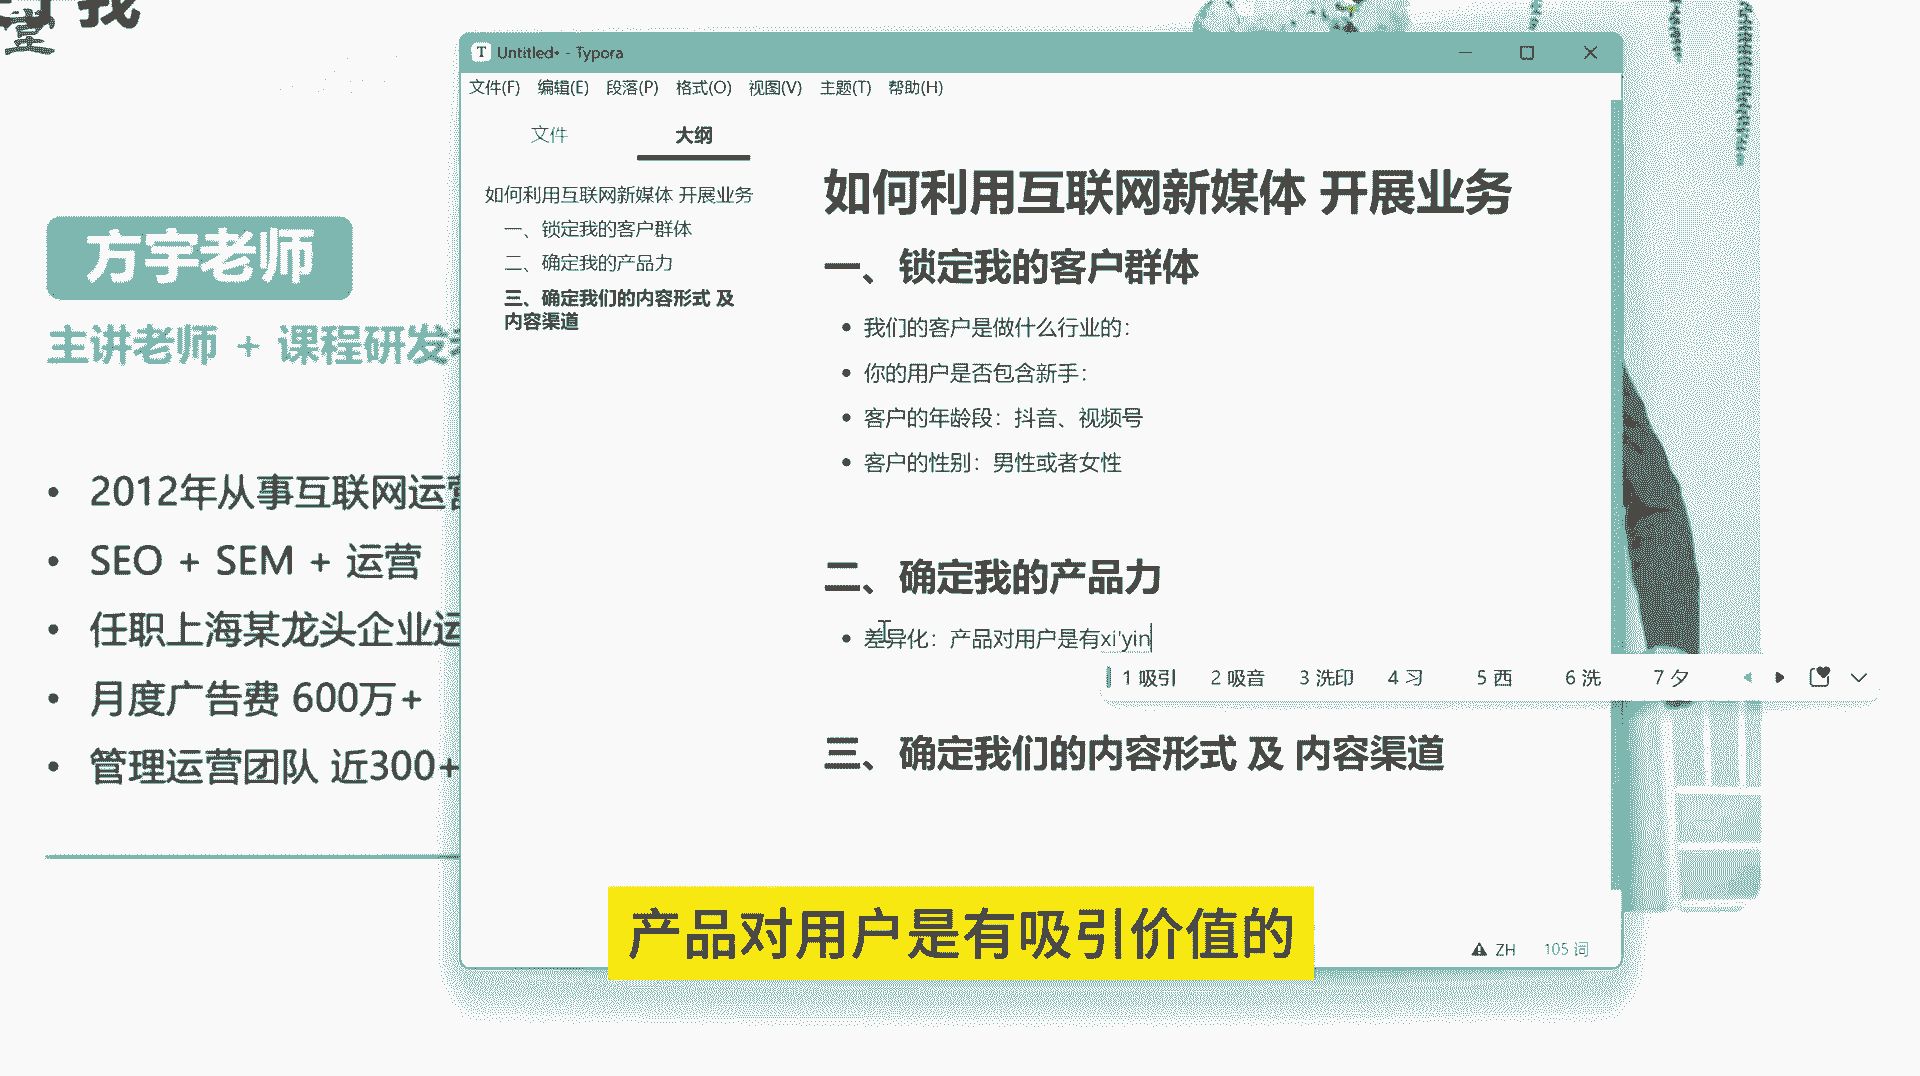 Untitled• - Typora
文件(F) 编辑(E) 段落(P) 格式(O) 视图(V) 主题(T) 帮助(H)
文件 大纲
如何利用互联网新媒体 开展业务
一、锁定我的客户群体
二、确定我的产品力
三、确定我们的内容形式 及
内容渠道
如何利用互联网新媒体 开展业务
一、锁定我的客户群体
• 我们的客户是做什么行业的：
• 你的用户是否包含新手：
• 客户的年龄段：抖音、视频号
• 客户的性别：男性或者女性
二、确定我的产品力
• 差异化：产品对用户是有xi'yin
1 吸引 2 吸音 3 洗印 4 习 5 西 6 洗 7 夕
三、确定我们的内容形式 及 内容渠道
ZH 105 词
方宇老师
主讲老师 + 课程研发
• 2012年从事互联网运营
• SEO + SEM + 运营
• 任职上海某龙头企业运
• 月度广告费 600万+
• 管理运营团队 近300+
产品对用户是有吸引价值的